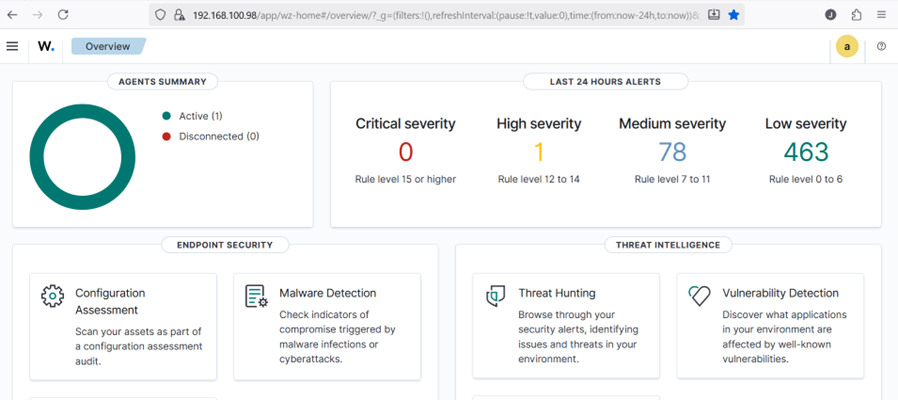 192.168.100.98/app/wz-home#/overview/?_g=(filters:!(),refreshInterval:(pause:!t,value:0),time:(from:now-24h,to:now))&
J
W.
Overview
a
AGENTS SUMMARY
Active (1)
Disconnected (0)
LAST 24 HOURS ALERTS
Critical severity
0
Rule level 15 or higher
High severity
1
Rule level 12 to 14
Medium severity
78
Rule level 7 to 11
Low severity
463
Rule level 0 to 6
ENDPOINT SECURITY
Configuration
Assessment
Scan your assets as part of
a configuration assessment
audit.
Malware Detection
Check indicators of
compromise triggered by
malware infections or
cyberattacks.
THREAT INTELLIGENCE
Threat Hunting
Browse through your
security alerts, identifying
issues and threats in your
environment.
Vulnerability Detection
Discover what applications
in your environment are
affected by well-known
vulnerabilities.